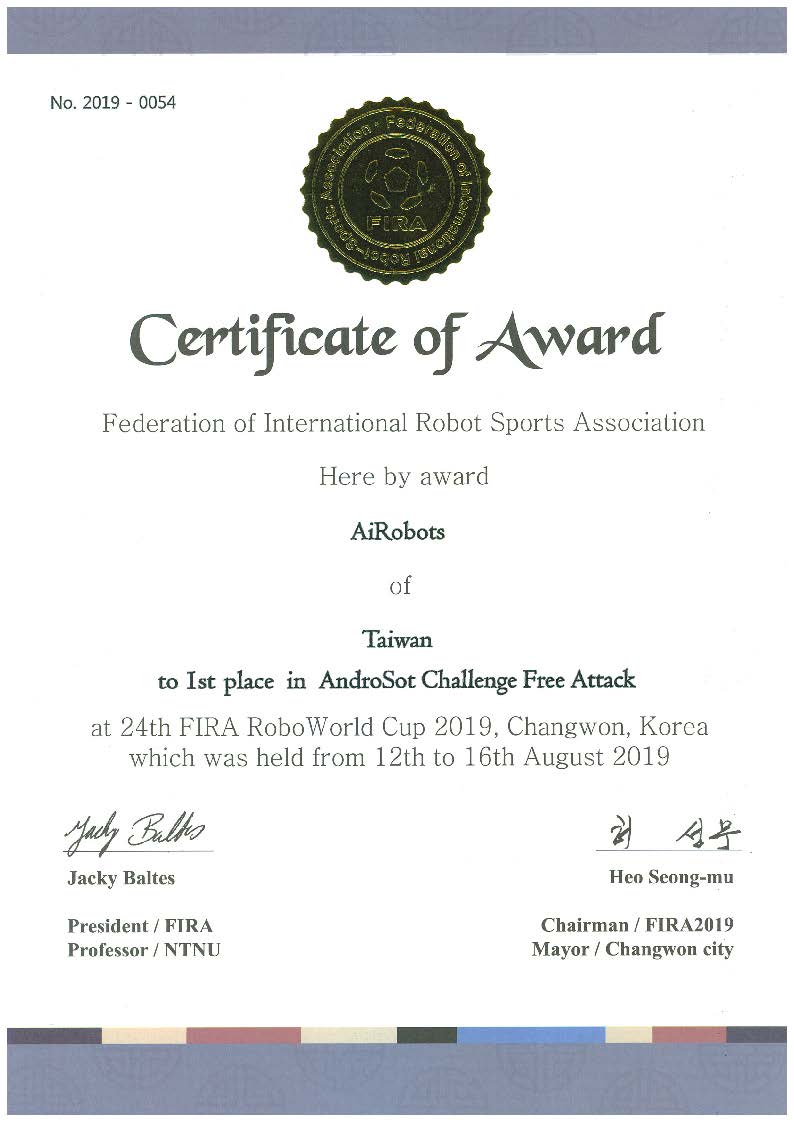 No. 2019 - 0054
Federation of International Robot-Sports Association
FIRA
Certificate of Award
Federation of International Robot Sports Association
Here by award
AiRobots
of
Taiwan
to 1st place in AndroSot Challenge Free Attack
at 24th FIRA RoboWorld Cup 2019, Changwon, Korea
which was held from 12th to 16th August 2019
Jacky Baltes
허 성무
Jacky Baltes
Heo Seong-mu
President / FIRA
Chairman / FIRA2019
Professor / NTNU
Mayor / Changwon city